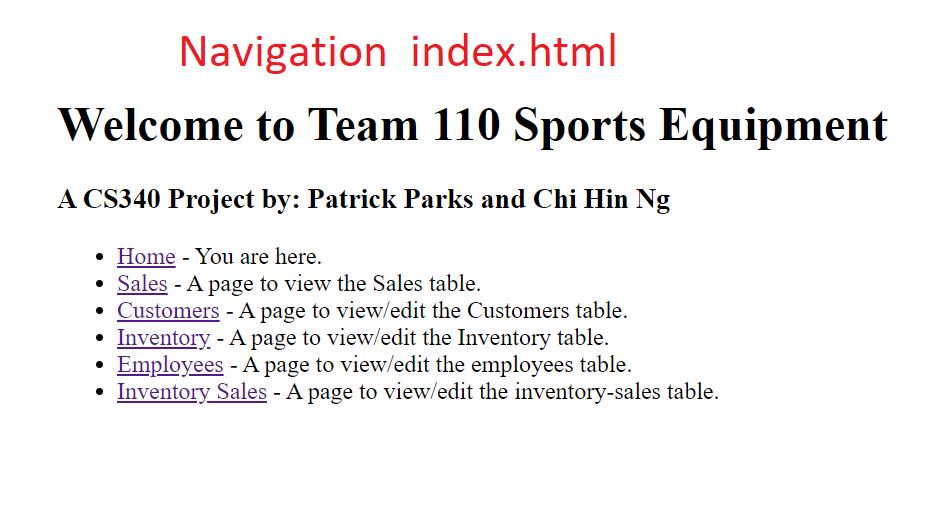 Navigation index.html
Welcome to Team 110 Sports Equipment
A CS340 Project by: Patrick Parks and Chi Hin Ng
• Home - You are here.
• Sales - A page to view the Sales table.
• Customers - A page to view/edit the Customers table.
• Inventory - A page to view/edit the Inventory table.
• Employees - A page to view/edit the employees table.
• Inventory Sales - A page to view/edit the inventory-sales table.